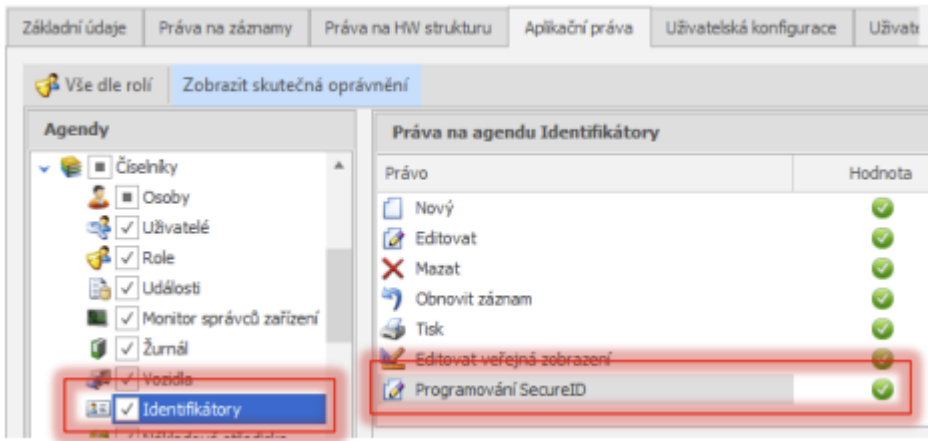 Základní údaje
Práva na záznamy
Práva na HW strukturu
Aplikační práva
Uživatelská konfigurace
Vše dle rolí
Zobrazit skutečná oprávnění
Agendy
Číselníky
Osoby
Uživatelé
Role
Události
Monitor správců zařízení
Žurnál
Vozidla
Identifikátory
Práva na agendu Identifikátory
Právo
Hodnota
Nový
Editovat
Mazat
Obnovit záznam
Tisk
Editovat veřejná zobrazení
Programování SecureID